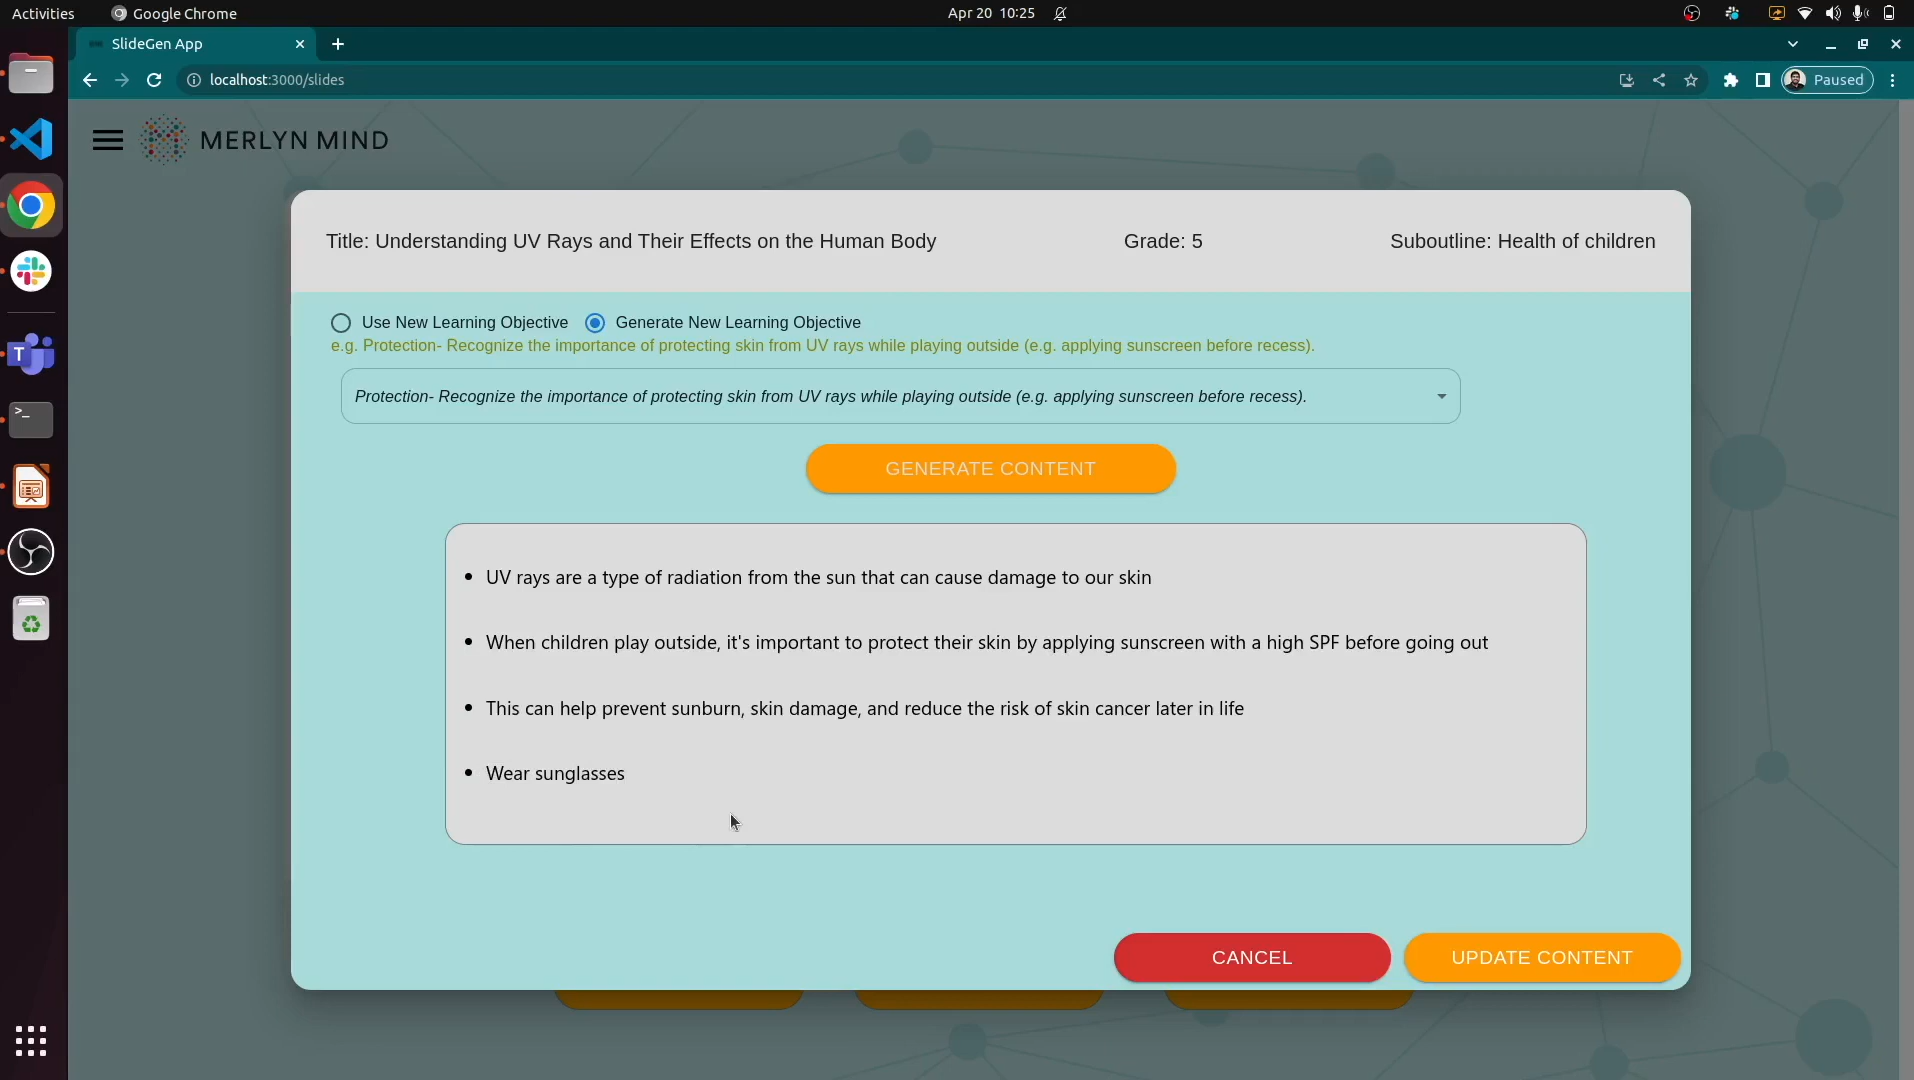 Activities
Google Chrome
Apr 20 10:25
SlideGen App
localhost:3000/slides
Paused
MERLYN MIND
Title: Understanding UV Rays and Their Effects on the Human Body
Grade: 5
Suboutline: Health of children
Use New Learning Objective
Generate New Learning Objective
e.g. Protection- Recognize the importance of protecting skin from UV rays while playing outside (e.g. applying sunscreen before recess).
Protection- Recognize the importance of protecting skin from UV rays while playing outside (e.g. applying sunscreen before recess).
GENERATE CONTENT
• UV rays are a type of radiation from the sun that can cause damage to our skin
• When children play outside, it's important to protect their skin by applying sunscreen with a high SPF before going out
• This can help prevent sunburn, skin damage, and reduce the risk of skin cancer later in life
• Wear sunglasses
CANCEL
UPDATE CONTENT